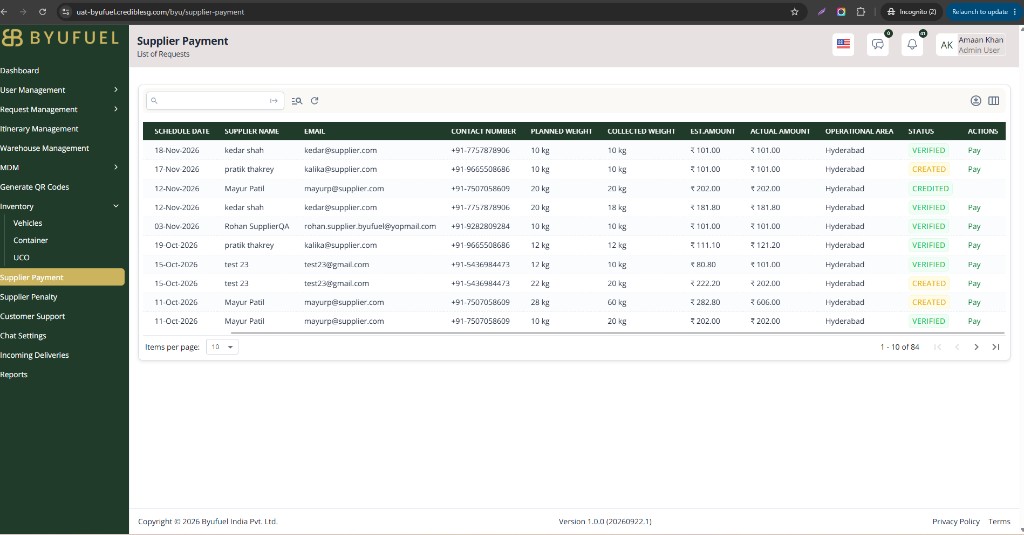 uat-byufuel.crediblesg.com/byu/supplier-payment
Incognito (2)
Relaunch to update
BYUFUEL
Dashboard
User Management
Request Management
Itinerary Management
Warehouse Management
MDM
Generate QR Codes
Inventory
Vehicles
Container
UCO
Supplier Payment
Supplier Penalty
Customer Support
Chat Settings
Incoming Deliveries
Reports
Supplier Payment
List of Requests
0
61
AK
Amaan Khan
Admin User
SCHEDULE DATE SUPPLIER NAME EMAIL CONTACT NUMBER PLANNED WEIGHT COLLECTED WEIGHT EST.AMOUNT ACTUAL AMOUNT OPERATIONAL AREA STATUS ACTIONS
18-Nov-2026 kedar shah kedar@supplier.com +91-7757878906 10 kg 10 kg ₹ 101.00 ₹ 101.00 Hyderabad VERIFIED Pay
17-Nov-2026 pratik thakrey kalika@supplier.com +91-9665508686 10 kg 10 kg ₹ 101.00 ₹ 101.00 Hyderabad CREATED Pay
12-Nov-2026 Mayur Patil mayurp@supplier.com +91-7507058609 20 kg 20 kg ₹ 202.00 ₹ 202.00 Hyderabad CREDITED
12-Nov-2026 kedar shah kedar@supplier.com +91-7757878906 20 kg 18 kg ₹ 181.80 ₹ 181.80 Hyderabad VERIFIED Pay
03-Nov-2026 Rohan SupplierQA rohan.supplier.byufuel@yopmail.com +91-9282809284 10 kg 10 kg ₹ 101.00 ₹ 101.00 Hyderabad VERIFIED Pay
19-Oct-2026 pratik thakrey kalika@supplier.com +91-9665508686 12 kg 12 kg ₹ 111.10 ₹ 121.20 Hyderabad VERIFIED Pay
15-Oct-2026 test 23 test23@gmail.com +91-5436984473 12 kg 10 kg ₹ 80.80 ₹ 101.00 Hyderabad VERIFIED Pay
15-Oct-2026 test 23 test23@gmail.com +91-5436984473 22 kg 20 kg ₹ 222.20 ₹ 202.00 Hyderabad CREATED Pay
11-Oct-2026 Mayur Patil mayurp@supplier.com +91-7507058609 28 kg 60 kg ₹ 282.80 ₹ 606.00 Hyderabad CREATED Pay
11-Oct-2026 Mayur Patil mayurp@supplier.com +91-7507058609 10 kg 20 kg ₹ 202.00 ₹ 202.00 Hyderabad VERIFIED Pay
Items per page: 10 1 - 10 of 84
Copyright © 2026 Byufuel India Pvt. Ltd. Version 1.0.0 (20260922.1) Privacy Policy Terms